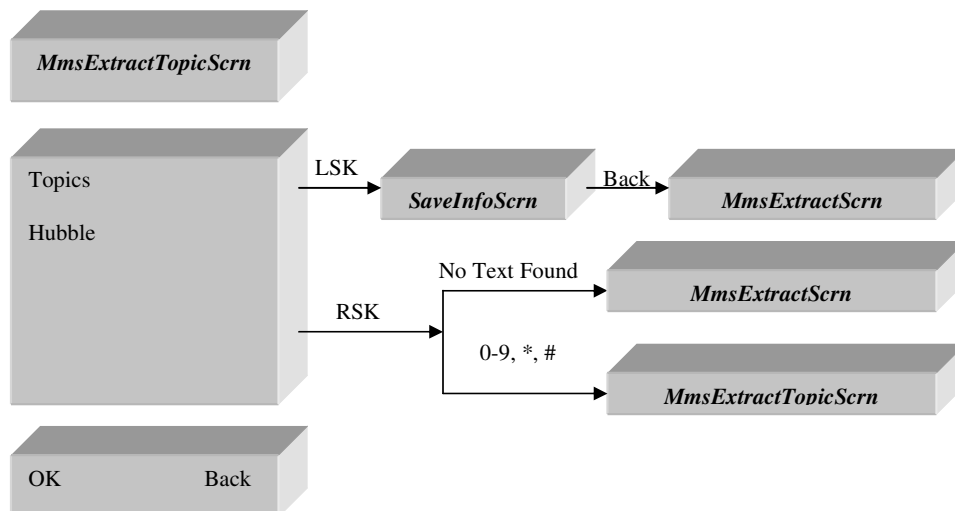 MmsExtractTopicScrn
Topics
Hubble
LSK
SaveInfoScrn
Back
MmsExtractScrn
No Text Found
MmsExtractScrn
RSK
0-9, *, #
MmsExtractTopicScrn
OK Back